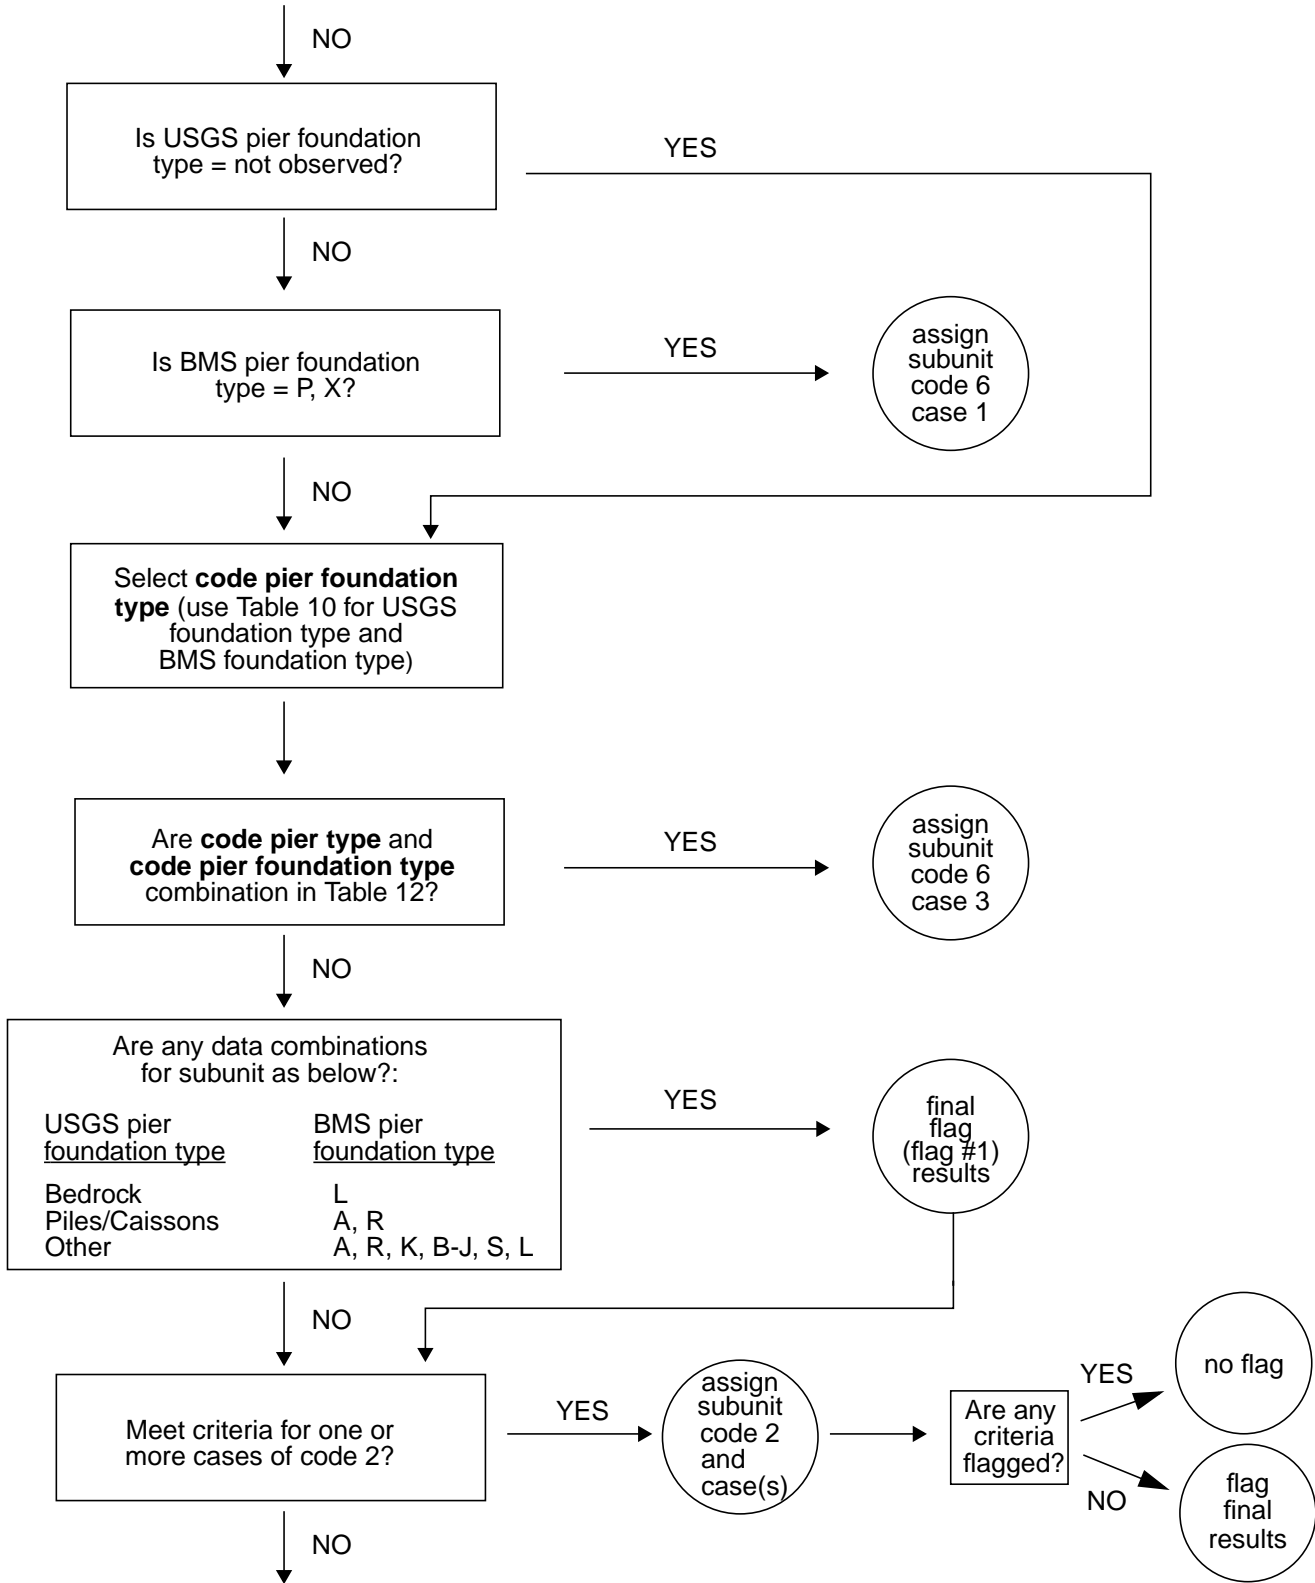 NO
Is USGS pier foundation
type = not observed?
YES
NO
Is BMS pier foundation
type = P, X?
YES
assign
subunit
code 6
case 1
NO
Select code pier foundation
type (use Table 10 for USGS
foundation type and
BMS foundation type)
Are code pier type and
code pier foundation type
combination in Table 12?
YES
assign
subunit
code 6
case 3
NO
Are any data combinations
for subunit as below?:
USGS pier BMS pier
foundation type foundation type
Bedrock L
Piles/Caissons A, R
Other A, R, K, B-J, S, L
YES
final
flag
(flag #1)
results
NO
Meet criteria for one or
more cases of code 2?
YES
assign
subunit
code 2
and
case(s)
Are any
criteria
flagged?
YES
no flag
NO
flag
final
results
NO